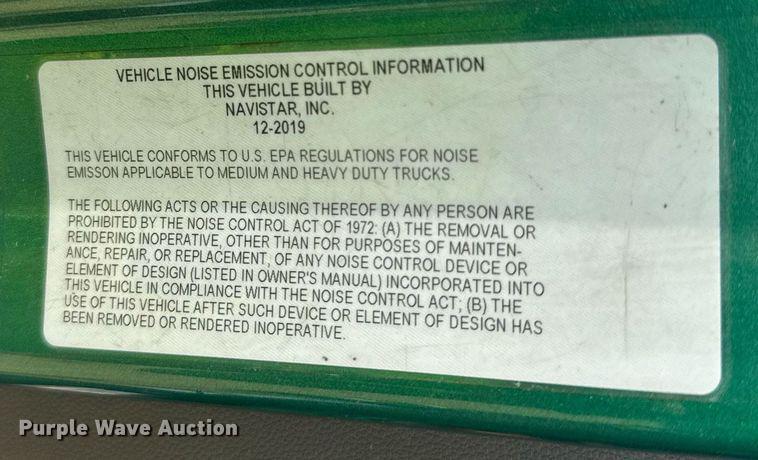 VEHICLE NOISE EMISSION CONTROL INFORMATION
THIS VEHICLE BUILT BY
NAVISTAR, INC.
12-2019
THIS VEHICLE CONFORMS TO U.S. EPA REGULATIONS FOR NOISE
EMISSON APPLICABLE TO MEDIUM AND HEAVY DUTY TRUCKS.
THE FOLLOWING ACTS OR THE CAUSING THEREOF BY ANY PERSON ARE
PROHIBITED BY THE NOISE CONTROL ACT OF 1972: (A) THE REMOVAL OR
RENDERING INOPERATIVE, OTHER THAN FOR PURPOSES OF MAINTEN-
ANCE, REPAIR, OR REPLACEMENT, OF ANY NOISE CONTROL DEVICE OR
ELEMENT OF DESIGN (LISTED IN OWNER'S MANUAL) INCORPORATED INTO
THIS VEHICLE IN COMPLIANCE WITH THE NOISE CONTROL ACT; (B) THE
USE OF THIS VEHICLE AFTER SUCH DEVICE OR ELEMENT OF DESIGN HAS
BEEN REMOVED OR RENDERED INOPERATIVE.
Purple Wave Auction